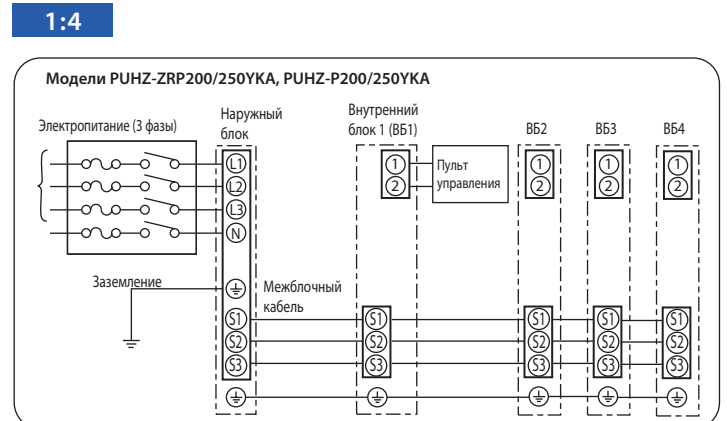 1:4
Модели PUHZ-ZRP200/250YKA, PUHZ-P200/250YKA
Электропитание (3 фазы)
Наружный
блок
Внутренний
блок 1 (ВБ1)
ВБ2
ВБ3
ВБ4
L1
L2
L3
N
1
2
Пульт
управления
1
2
1
2
1
2
Заземление
Межблочный
кабель
S1
S2
S3
S1
S2
S3
S1
S2
S3
S1
S2
S3
S1
S2
S3